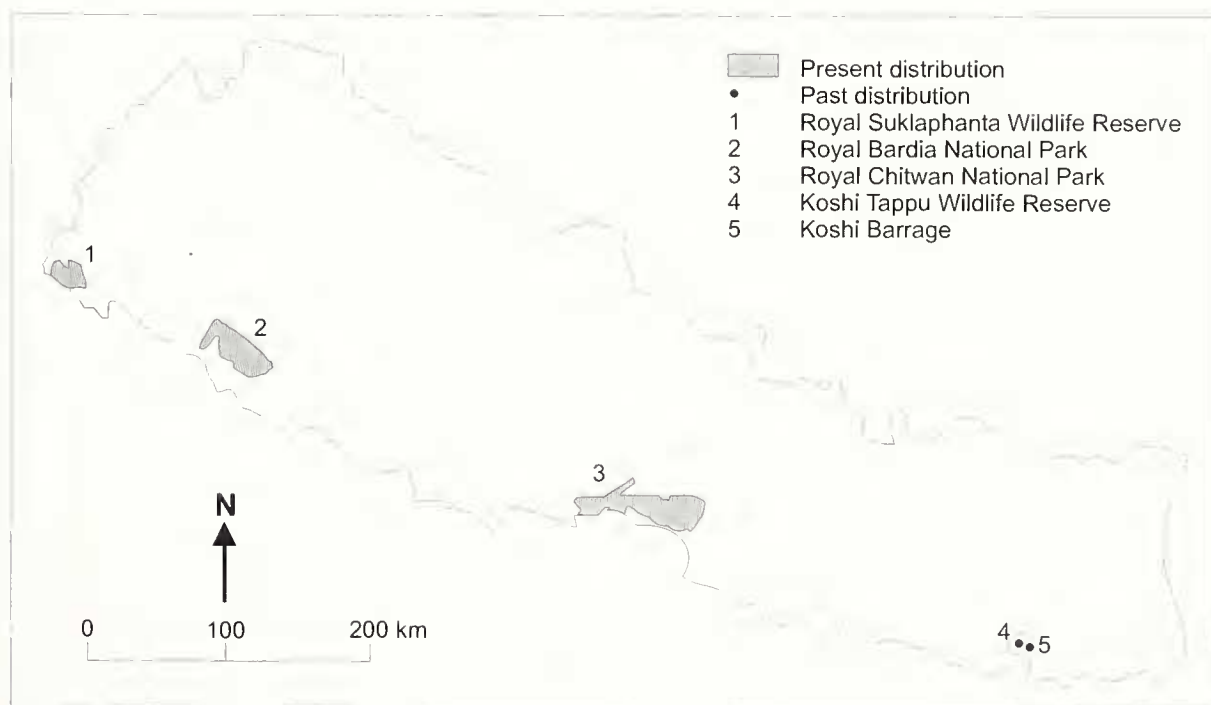 Present distribution
• Past distribution
1 Royal Suklaphanta Wildlife Reserve
2 Royal Bardia National Park
3 Royal Chitwan National Park
4 Koshi Tappu Wildlife Reserve
5 Koshi Barrage
1
2
3
N
0 100 200 km
4 5